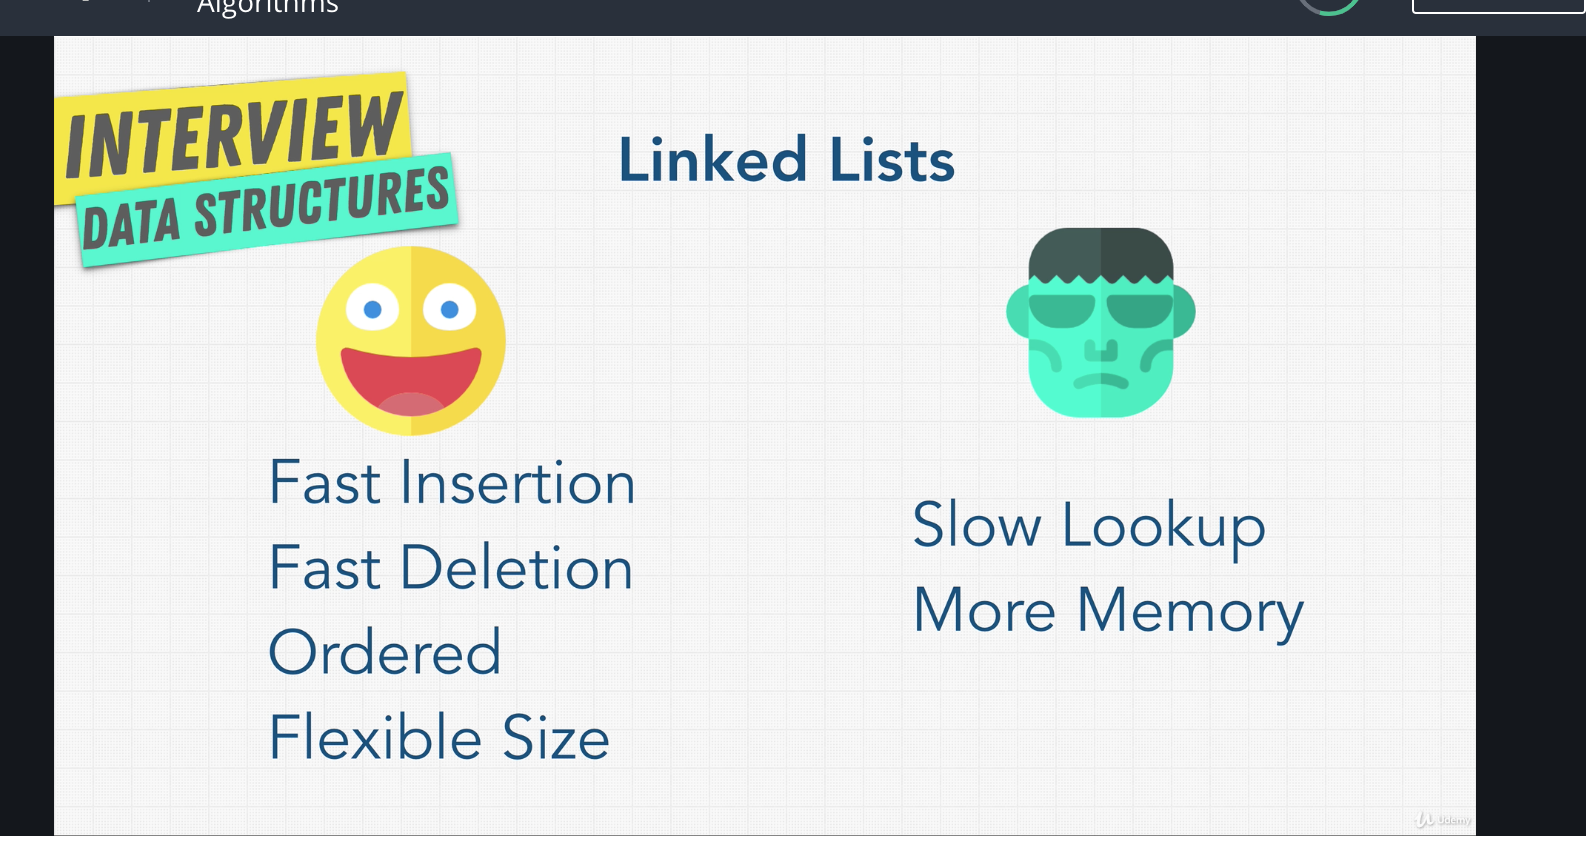 Algorithms
INTERVIEW
DATA STRUCTURES
Linked Lists
Fast Insertion
Fast Deletion
Ordered
Flexible Size
Slow Lookup
More Memory
Udemy